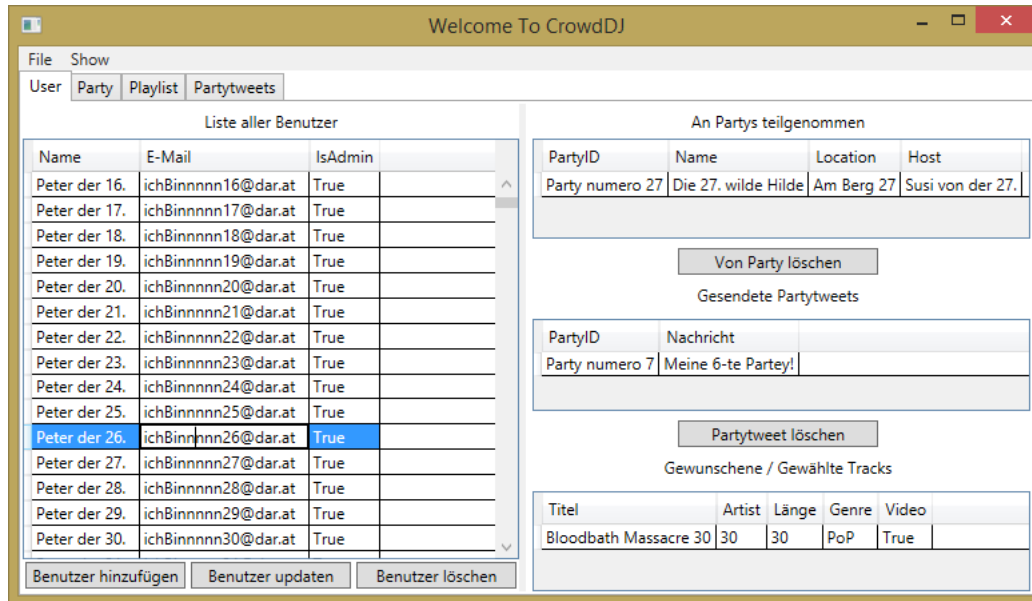 Welcome To CrowdDJ
File Show
User Party Playlist Partytweets
Liste aller Benutzer
Name E-Mail IsAdmin
Peter der 16. ichBinnnnn16@dar.at True
Peter der 17. ichBinnnnn17@dar.at True
Peter der 18. ichBinnnnn18@dar.at True
Peter der 19. ichBinnnnn19@dar.at True
Peter der 20. ichBinnnnn20@dar.at True
Peter der 21. ichBinnnnn21@dar.at True
Peter der 22. ichBinnnnn22@dar.at True
Peter der 23. ichBinnnnn23@dar.at True
Peter der 24. ichBinnnnn24@dar.at True
Peter der 25. ichBinnnnn25@dar.at True
Peter der 26. ichBinnnnn26@dar.at True
Peter der 27. ichBinnnnn27@dar.at True
Peter der 28. ichBinnnnn28@dar.at True
Peter der 29. ichBinnnnn29@dar.at True
Peter der 30. ichBinnnnn30@dar.at True
Benutzer hinzufügen Benutzer updaten Benutzer löschen
An Partys teilgenommen
PartyID Name Location Host
Party numero 27 Die 27. wilde Hilde Am Berg 27 Susi von der 27.
Von Party löschen
Gesendete Partytweets
PartyID Nachricht
Party numero 7 Meine 6-te Partey!
Partytweet löschen
Gewunschene / Gewählte Tracks
Titel Artist Länge Genre Video
Bloodbath Massacre 30 30 30 PoP True